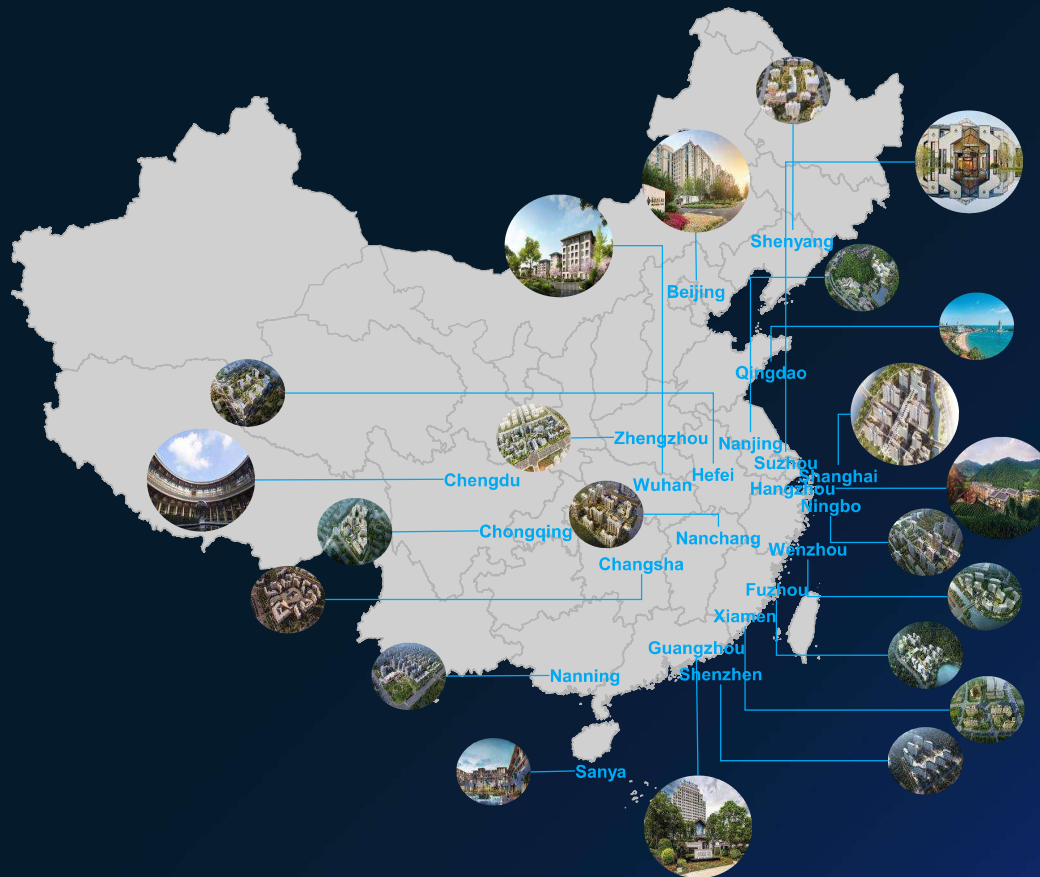 Shenyang
Beijing
Qingdao
Zhengzhou
Nanjing
Suzhou
Hefei
Shanghai
Chengdu
Wuhan
Hangzhou
Ningbo
Chongqing
Nanchang
Wenzhou
Changsha
Fuzhou
Xiamen
Guangzhou
Shenzhen
Nanning
Sanya